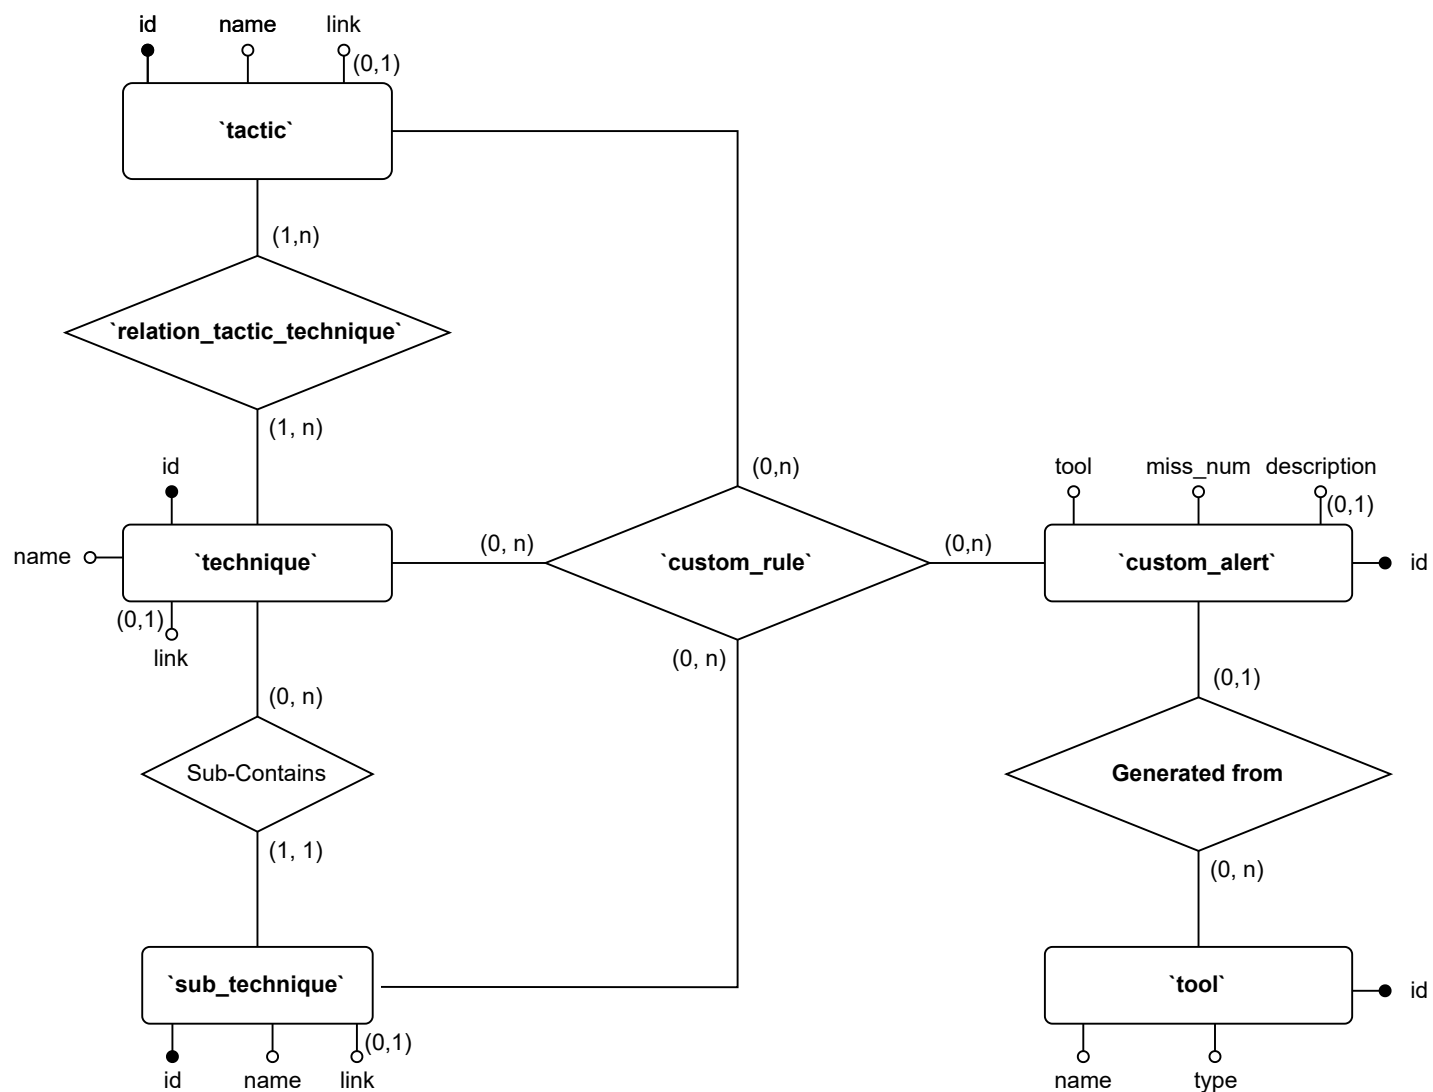 id name link
(0,1)
`tactic`
(1,n)
`relation_tactic_technique`
(1, n)
id
name
`technique`
(0,1)
link
(0, n)
Sub-Contains
(1, 1)
`sub_technique`
(0,1)
id name link
(0,n)
(0, n)
`custom_rule`
(0,n)
(0, n)
tool miss_num description
(0,1)
`custom_alert`
id
(0,1)
Generated from
(0, n)
`tool`
id
name type